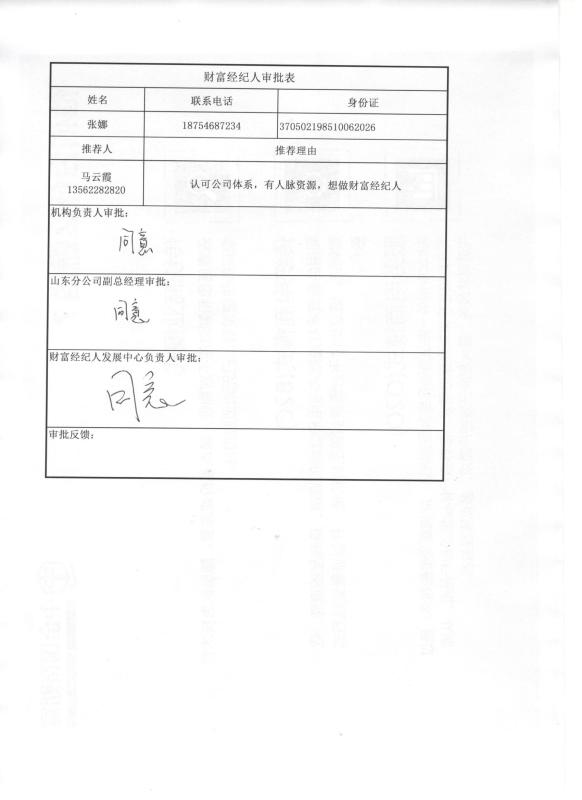 财富经纪人审批表
姓名 联系电话 身份证
张娜 18754687234 370502198510062026
推荐人 推荐理由
马云霞
13562282820 认可公司体系，有人脉资源，想做财富经纪人
机构负责人审批：
同意
山东分公司副总经理审批：
同意
财富经纪人发展中心负责人审批：
同意
审批反馈：